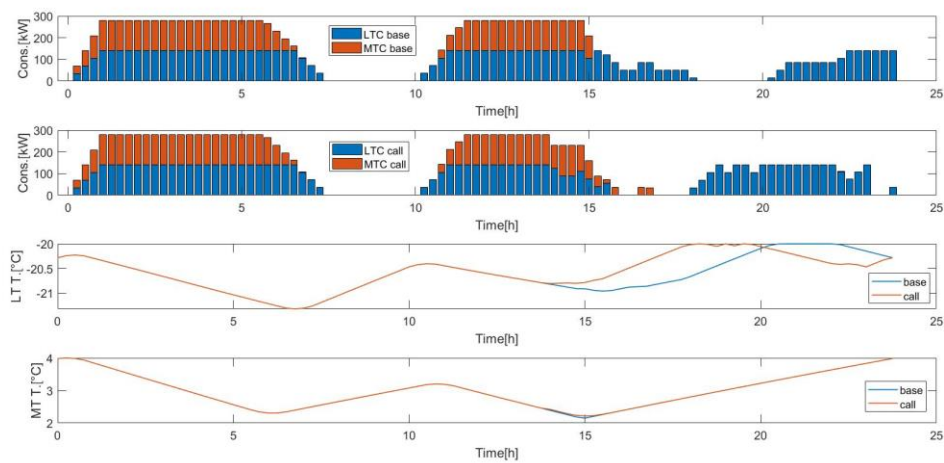 Cons.[kW]
300
200
100
0
LTC base
MTC base
0 5 10 15 20 25
Time[h]
Cons.[kW]
300
200
100
0
LTC call
MTC call
0 5 10 15 20 25
Time[h]
LT T.[°C]
-20
-20.5
-21
base
call
0 5 10 15 20 25
Time[h]
MT T.[°C]
4
3
2
base
call
0 5 10 15 20 25
Time[h]